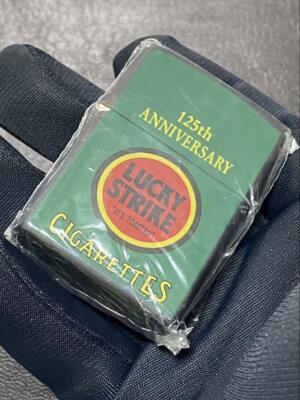 125th
ANNIVERSARY
LUCKY
STRIKE
"IT'S TOASTED"
CIGARETTES